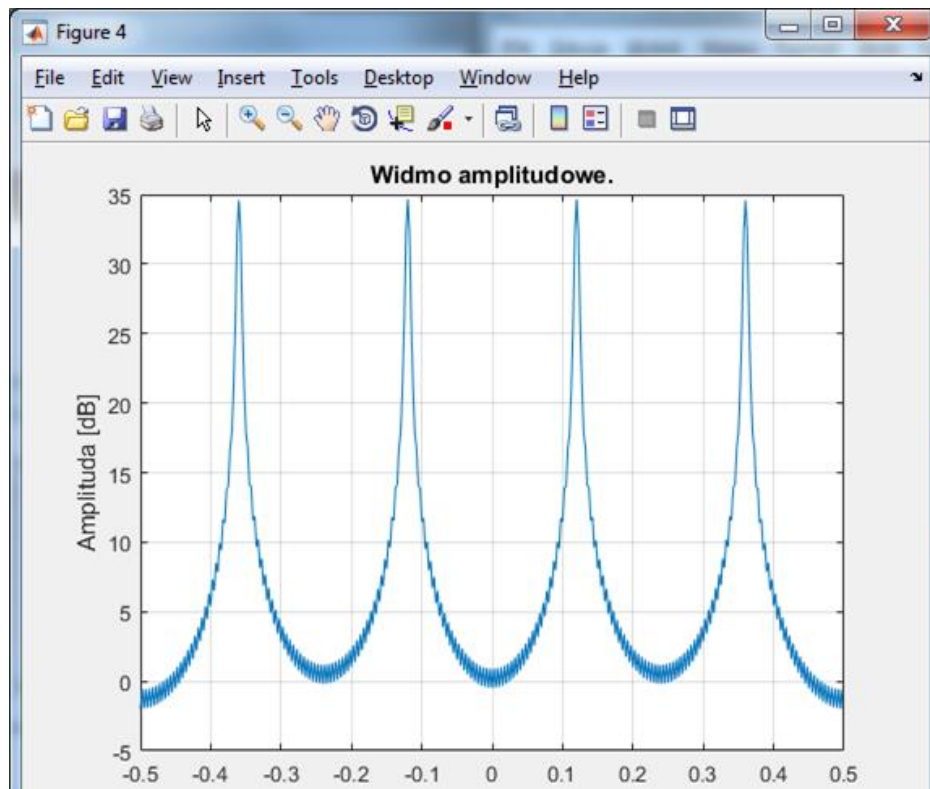 Figure 4
File Edit View Insert Tools Desktop Window Help
Widmo amplitudowe.
Amplituda [dB]
35
30
25
20
15
10
5
0
-5
-0.5 -0.4 -0.3 -0.2 -0.1 0 0.1 0.2 0.3 0.4 0.5